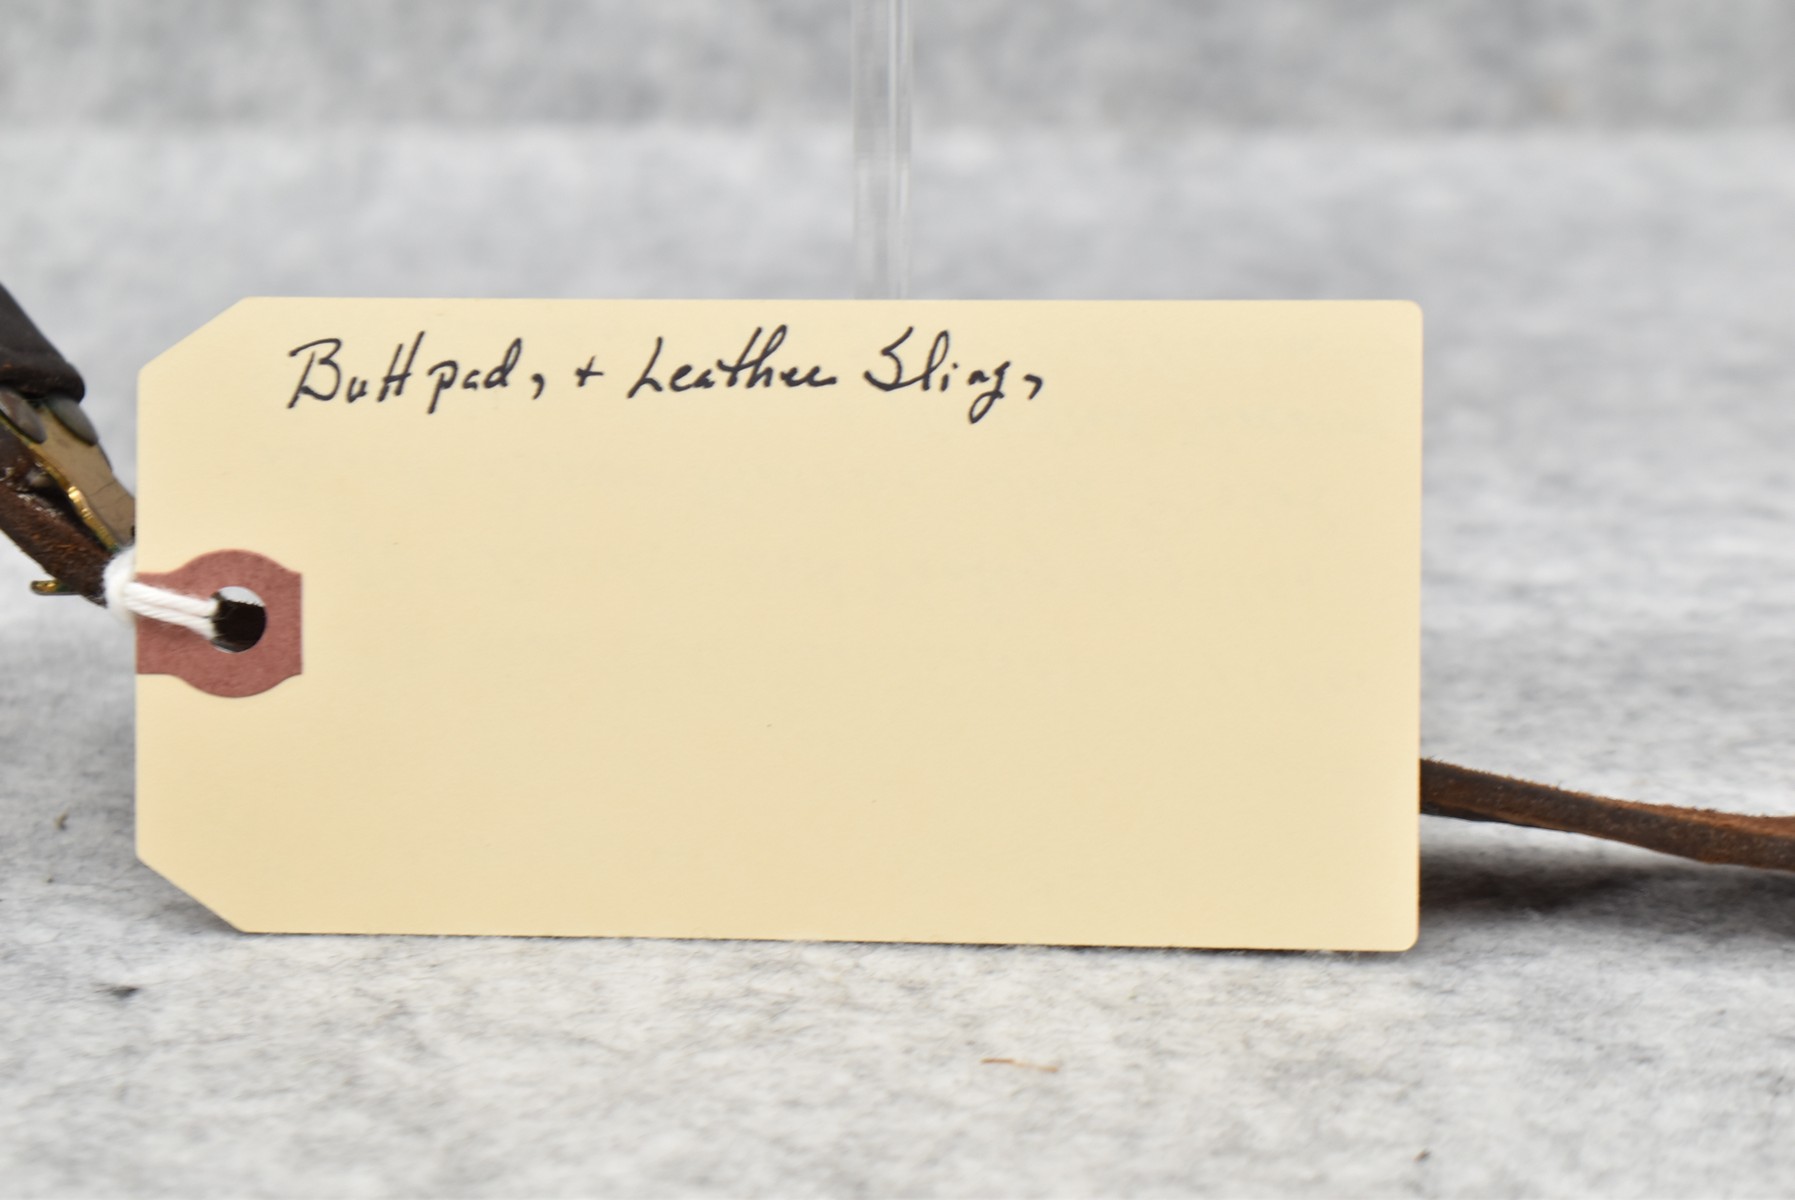 Buttpad, + Leather Sling,